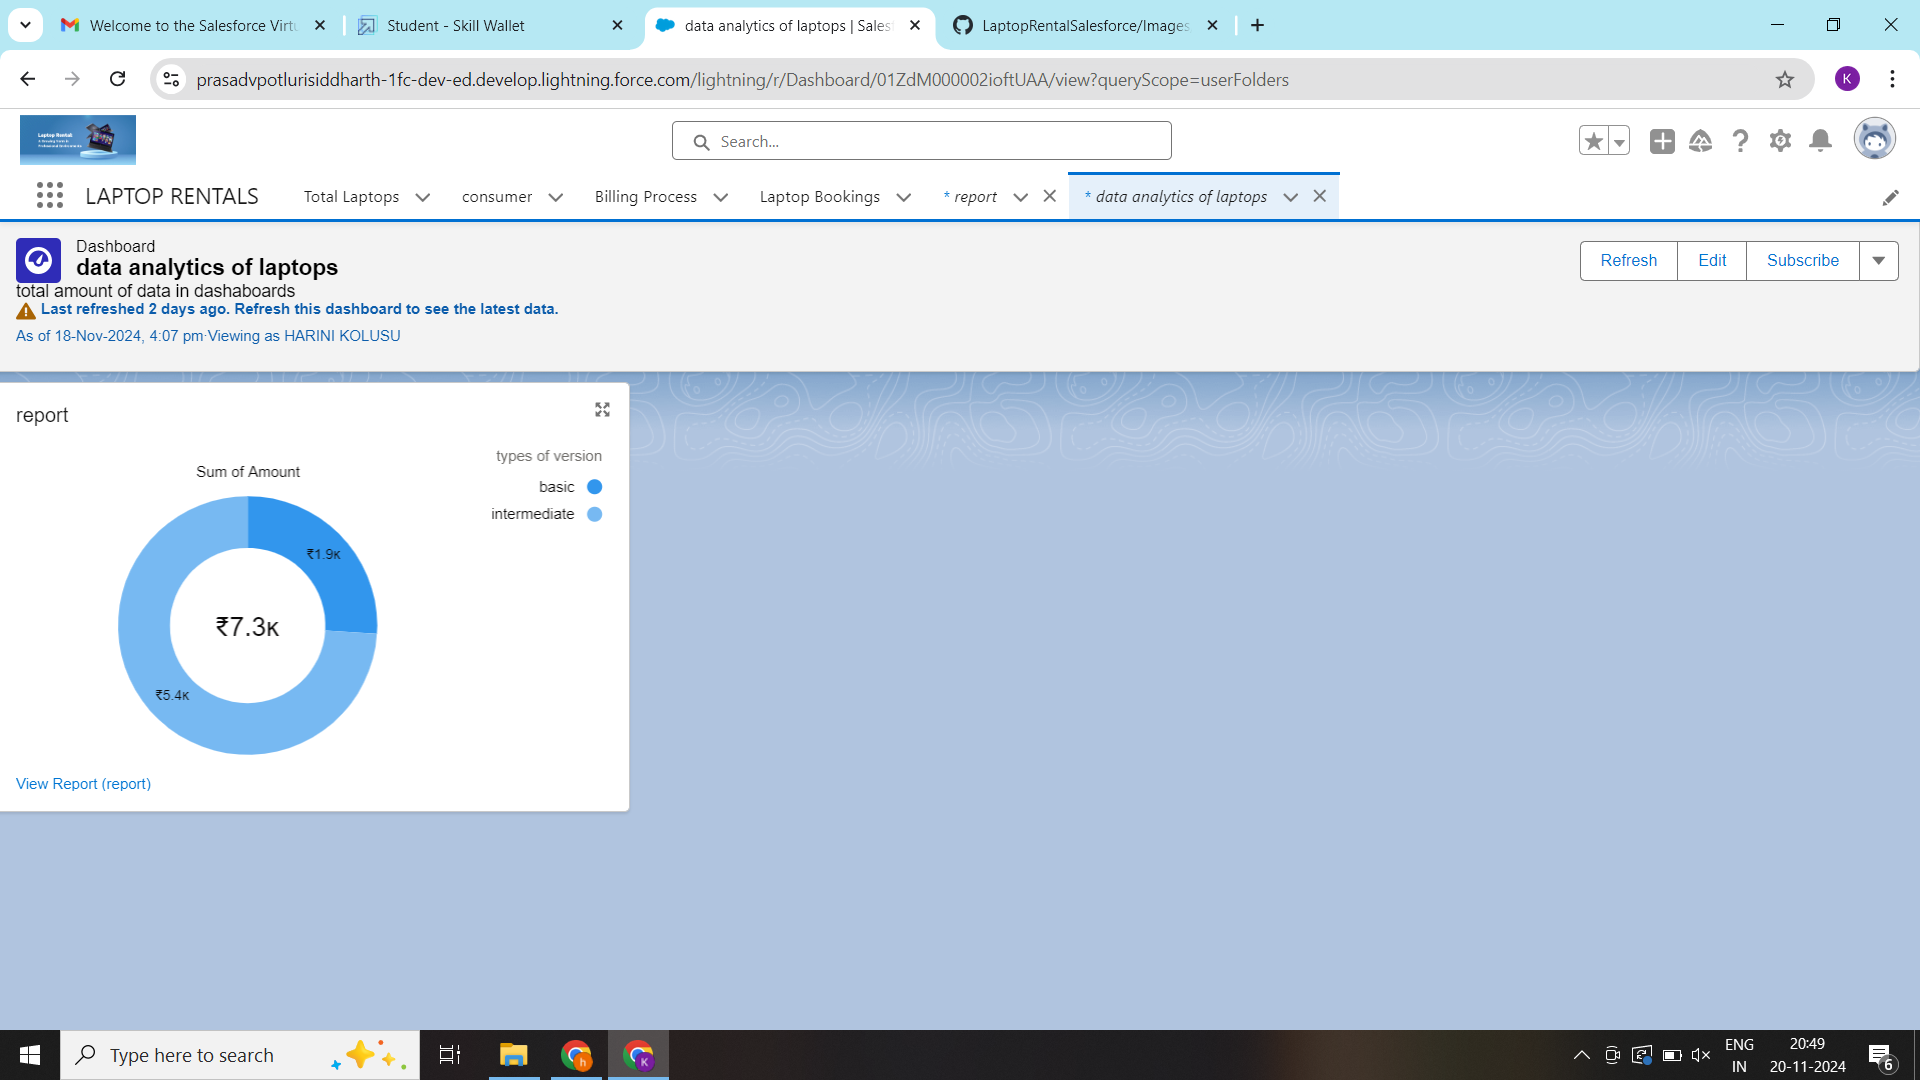 Welcome to the Salesforce Virtu
Student - Skill Wallet
data analytics of laptops | Sales
LaptopRentalSalesforce/Images
prasadvpotlurisiddharth-1fc-dev-ed.develop.lightning.force.com/lightning/r/Dashboard/01ZdM000002ioftUAA/view?queryScope=userFolders
K
Laptop Rental:
Search...
LAPTOP RENTALS
Total Laptops
consumer
Billing Process
Laptop Bookings
* report
* data analytics of laptops
Dashboard
data analytics of laptops
total amount of data in dashaboards
Last refreshed 2 days ago. Refresh this dashboard to see the latest data.
As of 18-Nov-2024, 4:07 pm·Viewing as HARINI KOLUSU
Refresh
Edit
Subscribe
report
types of version
basic
intermediate
Sum of Amount
₹1.9K
₹7.3K
₹5.4K
View Report (report)
Type here to search
h
K
ENG
IN
20:49
20-11-2024
6